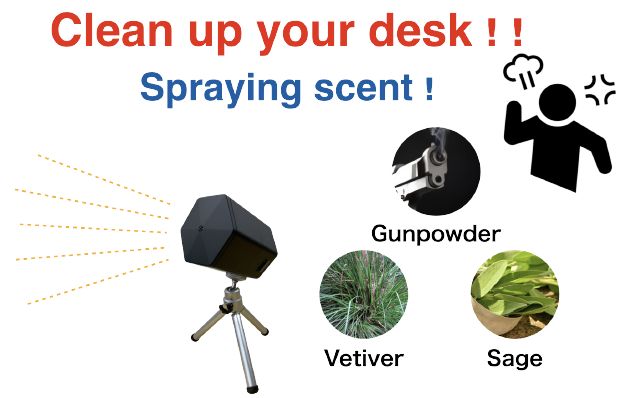 Clean up your desk ! !
Spraying scent !
Gunpowder
Vetiver
Sage